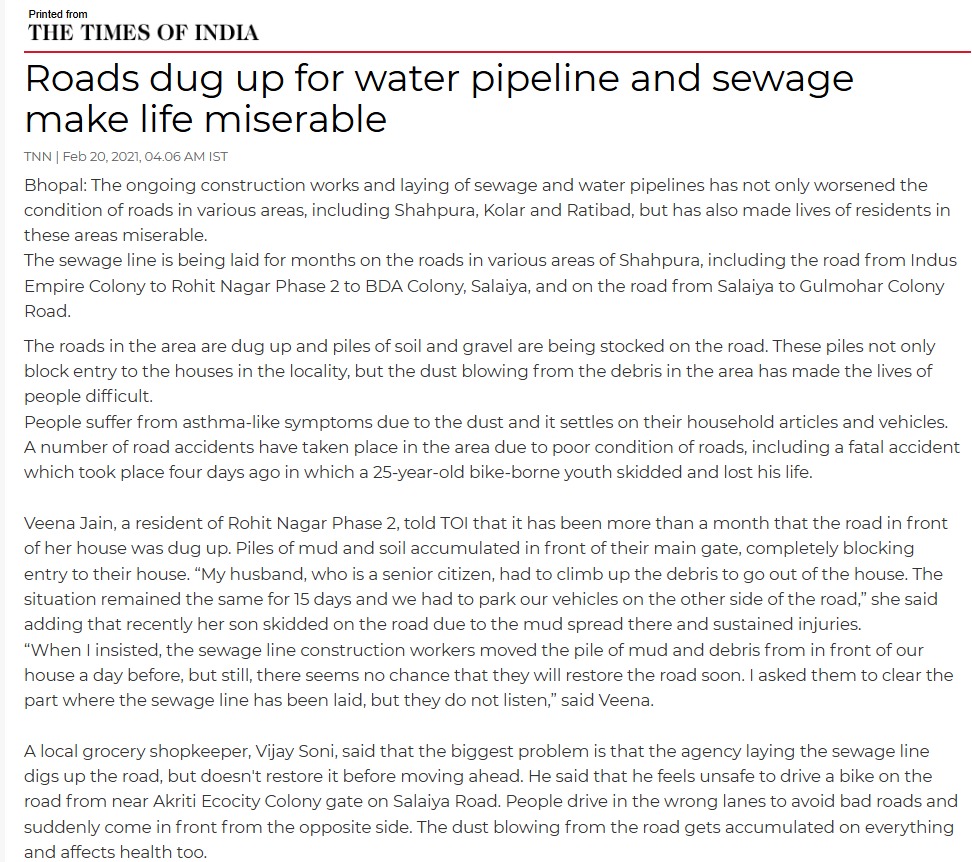 Printed from
THE TIMES OF INDIA
Roads dug up for water pipeline and sewage
make life miserable
TNN | Feb 20, 2021, 04.06 AM IST
Bhopal: The ongoing construction works and laying of sewage and water pipelines has not only worsened the
condition of roads in various areas, including Shahpura, Kolar and Ratibad, but has also made lives of residents in
these areas miserable.
The sewage line is being laid for months on the roads in various areas of Shahpura, including the road from Indus
Empire Colony to Rohit Nagar Phase 2 to BDA Colony, Salaiya, and on the road from Salaiya to Gulmohar Colony
Road.
The roads in the area are dug up and piles of soil and gravel are being stocked on the road. These piles not only
block entry to the houses in the locality, but the dust blowing from the debris in the area has made the lives of
people difficult.
People suffer from asthma-like symptoms due to the dust and it settles on their household articles and vehicles.
A number of road accidents have taken place in the area due to poor condition of roads, including a fatal accident
which took place four days ago in which a 25-year-old bike-borne youth skidded and lost his life.
Veena Jain, a resident of Rohit Nagar Phase 2, told TOI that it has been more than a month that the road in front
of her house was dug up. Piles of mud and soil accumulated in front of their main gate, completely blocking
entry to their house. “My husband, who is a senior citizen, had to climb up the debris to go out of the house. The
situation remained the same for 15 days and we had to park our vehicles on the other side of the road,” she said
adding that recently her son skidded on the road due to the mud spread there and sustained injuries.
“When I insisted, the sewage line construction workers moved the pile of mud and debris from in front of our
house a day before, but still, there seems no chance that they will restore the road soon. I asked them to clear the
part where the sewage line has been laid, but they do not listen,” said Veena.
A local grocery shopkeeper, Vijay Soni, said that the biggest problem is that the agency laying the sewage line
digs up the road, but doesn't restore it before moving ahead. He said that he feels unsafe to drive a bike on the
road from near Akriti Ecocity Colony gate on Salaiya Road. People drive in the wrong lanes to avoid bad roads and
suddenly come in front from the opposite side. The dust blowing from the road gets accumulated on everything
and affects health too.